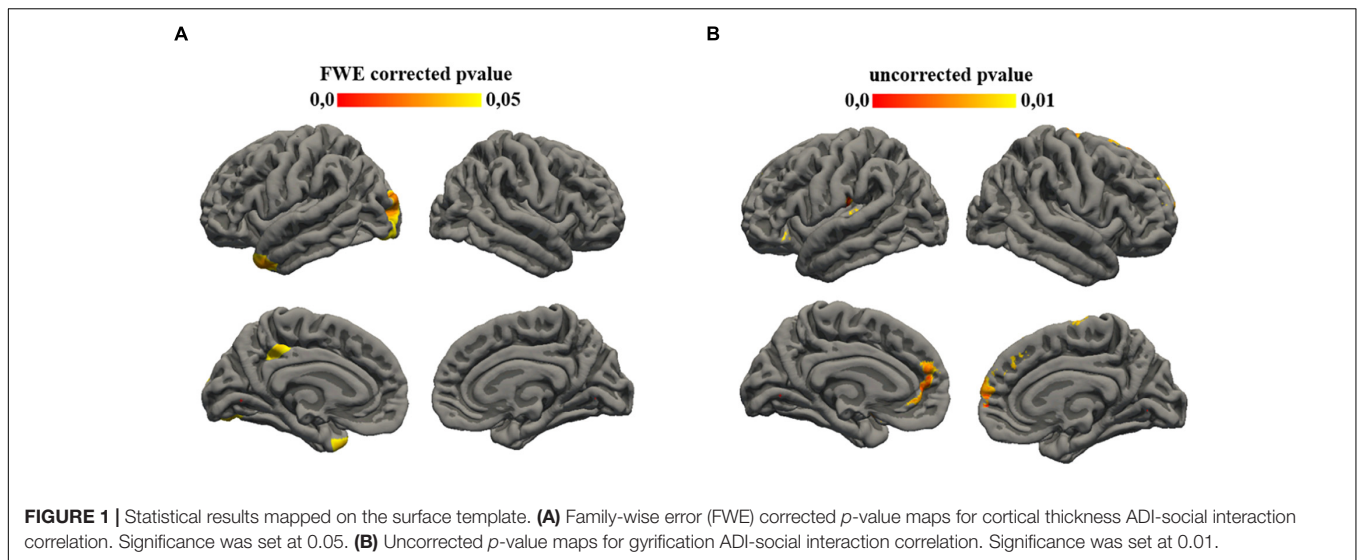 A
B
FWE corrected pvalue
0,0 0,05
uncorrected pvalue
0,0 0,01
FIGURE 1 | Statistical results mapped on the surface template. (A) Family-wise error (FWE) corrected p-value maps for cortical thickness ADI-social interaction
correlation. Significance was set at 0.05. (B) Uncorrected p-value maps for gyrification ADI-social interaction correlation. Significance was set at 0.01.